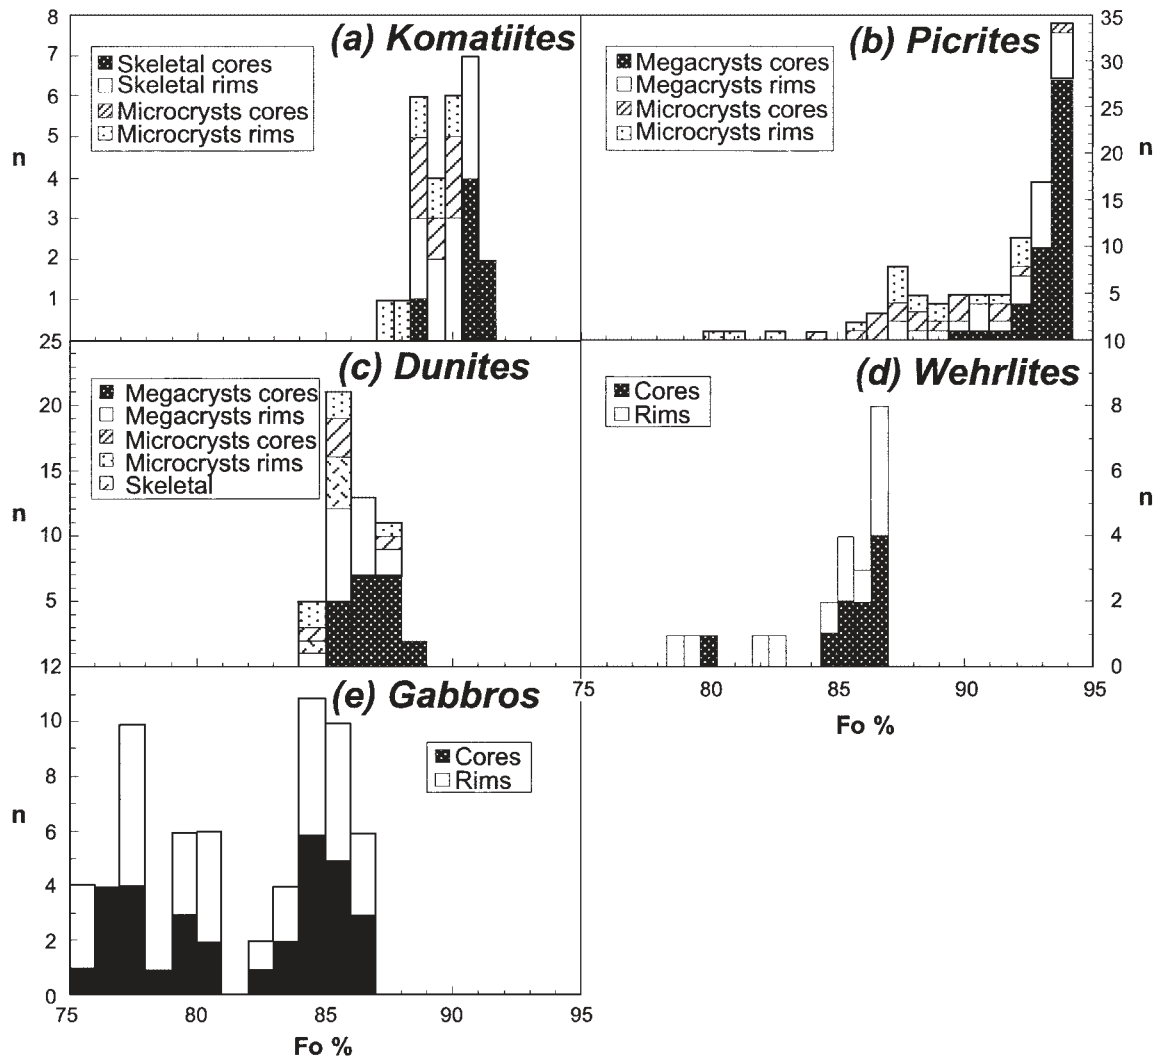 (a) Komatiites
8
7
6
5
4
3
2
1
n
Skeletal cores
Skeletal rims
Microcrysts cores
Microcrysts rims
(b) Picrites
35
30
25
20
15
10
5
n
Megacrysts cores
Megacrysts rims
Microcrysts cores
Microcrysts rims
(c) Dunites
25
20
15
10
5
n
Megacrysts cores
Megacrysts rims
Microcrysts cores
Microcrysts rims
Skeletal
(d) Wehrlites
10
8
6
4
2
0
n
Cores
Rims
75 80 85 90 95
Fo %
(e) Gabbros
12
10
8
6
4
2
0
n
Cores
Rims
75 80 85 90 95
Fo %